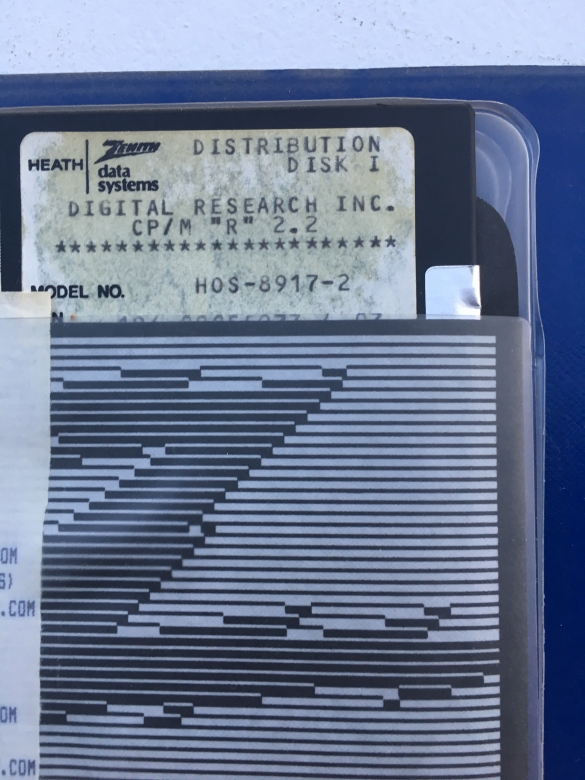 HEATH
ZENITH
data
systems
DISTRIBUTION
DISK I
DIGITAL RESEARCH INC.
CP/M "R" 2.2
*****************************
MODEL NO. HOS-8917-2
OM
S)
.COM
OM
.COM